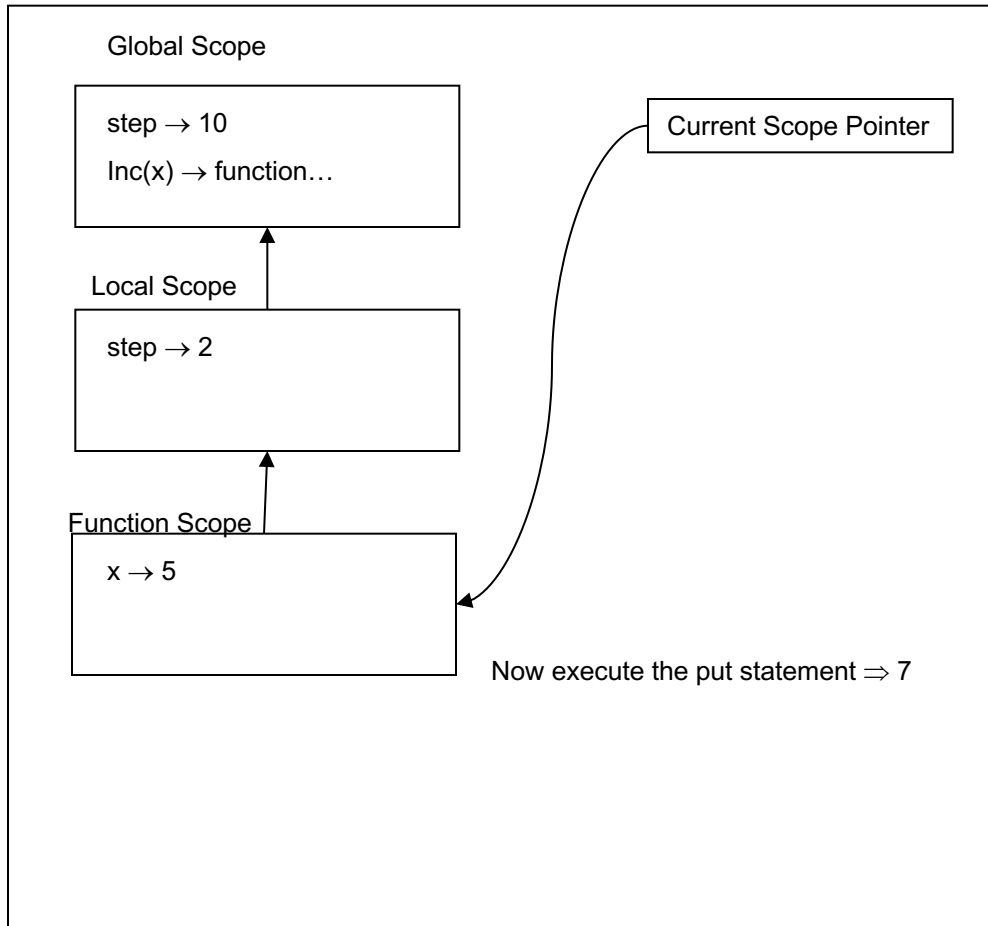 Global Scope
step → 10
Inc(x) → function…
Current Scope Pointer
Local Scope
step → 2
Function Scope
x → 5
Now execute the put statement ⇒ 7